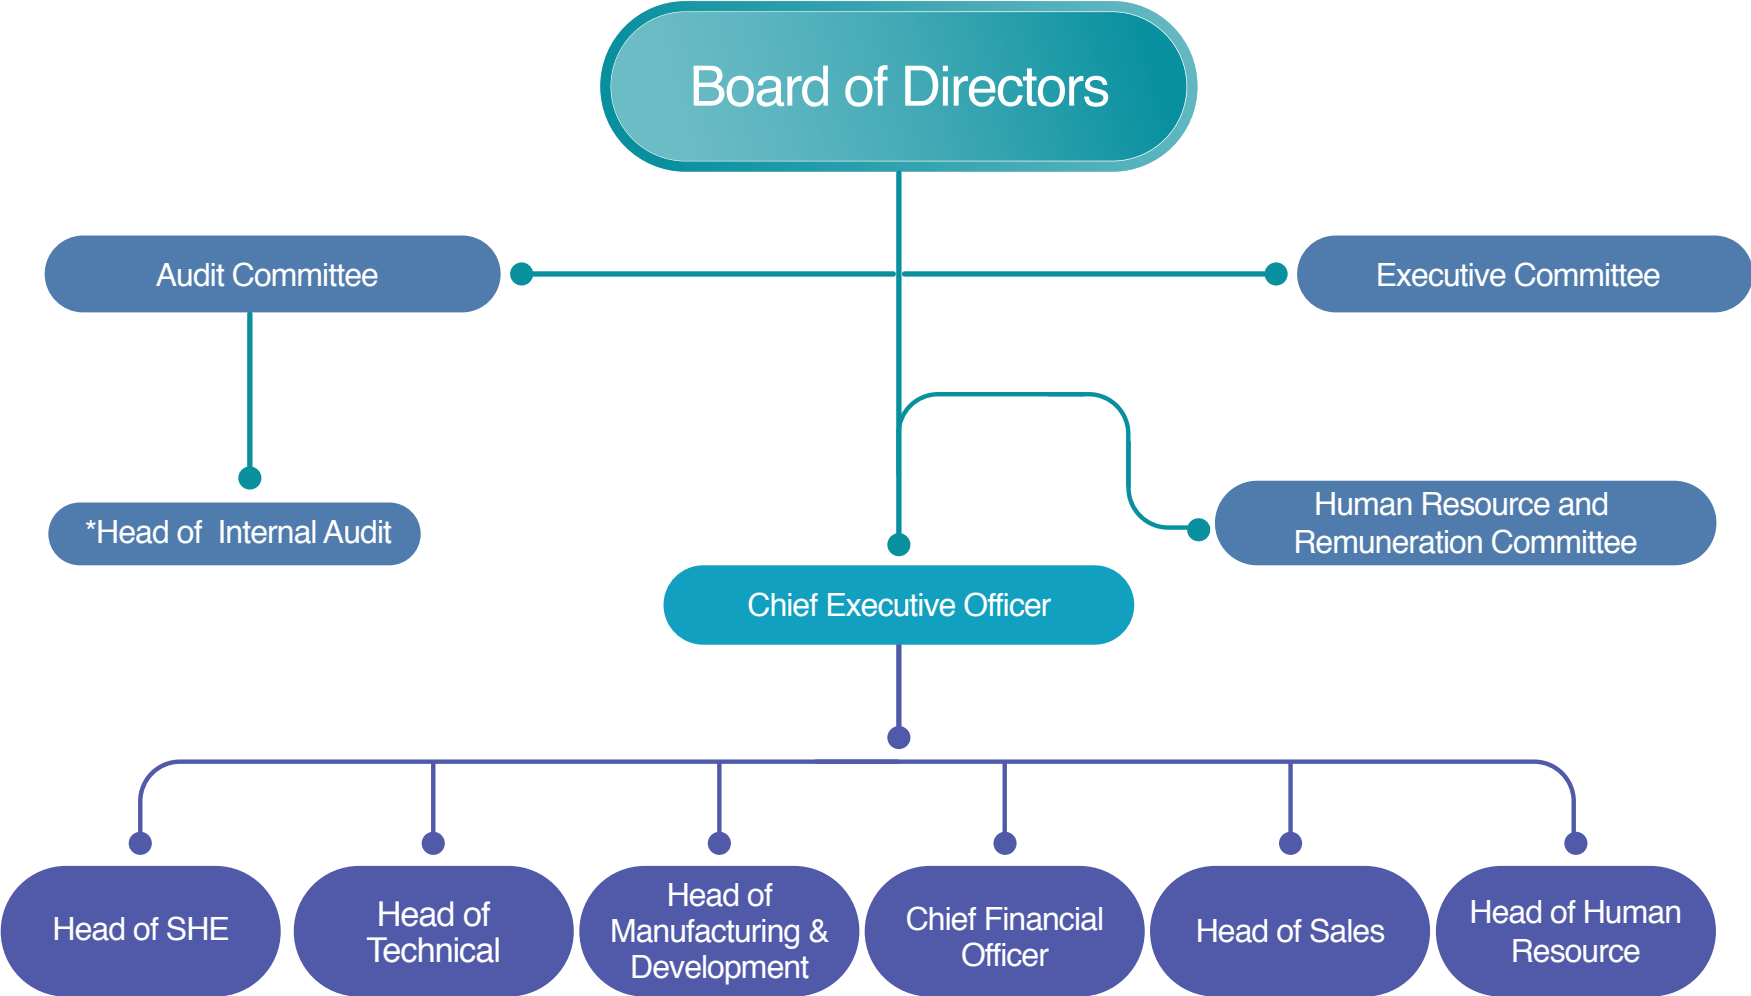 Board of Directors
Audit Committee
Executive Committee
*Head of  Internal Audit
Human Resource and
Remuneration Committee
Chief Executive Officer
Head of SHE
Head of
Technical
Head of
Manufacturing &
Development
Chief Financial
Officer
Head of Sales
Head of Human
Resource